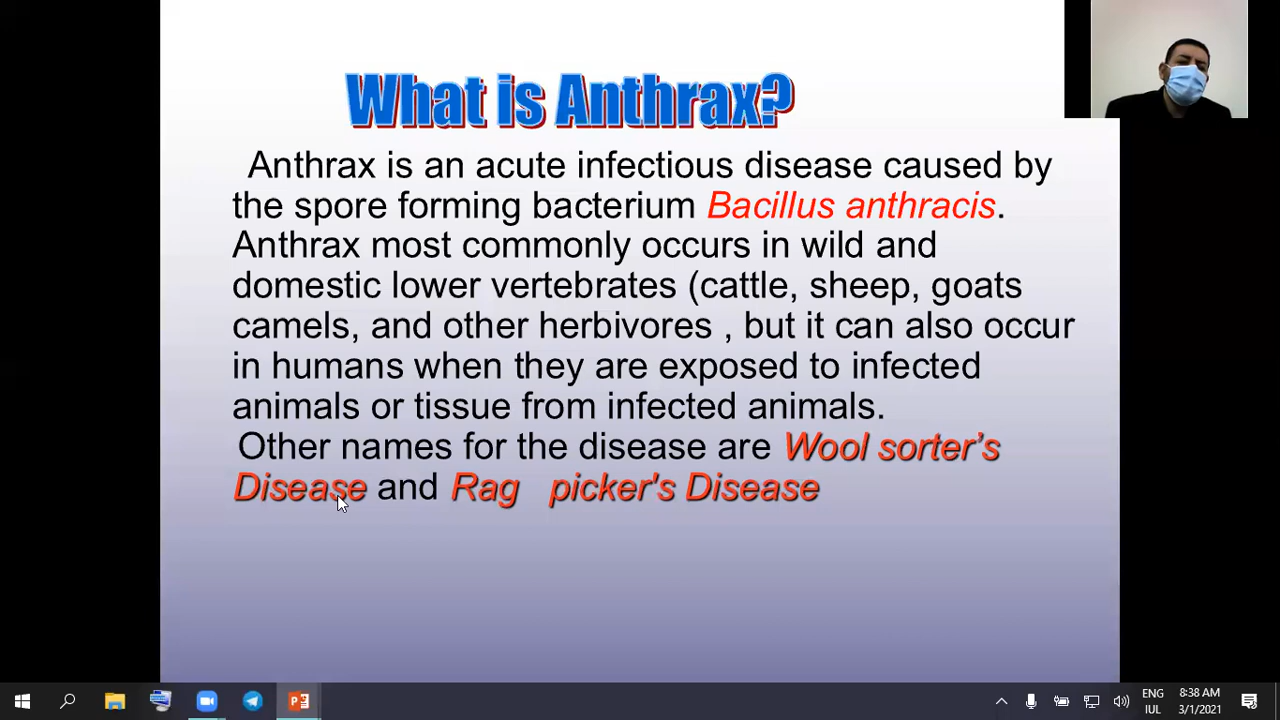 What is Anthrax?
Anthrax is an acute infectious disease caused by
the spore forming bacterium Bacillus anthracis.
Anthrax most commonly occurs in wild and
domestic lower vertebrates (cattle, sheep, goats
camels, and other herbivores , but it can also occur
in humans when they are exposed to infected
animals or tissue from infected animals.
Other names for the disease are Wool sorter’s
Disease and Rag picker's Disease
ENG
IUL
8:38 AM
3/1/2021